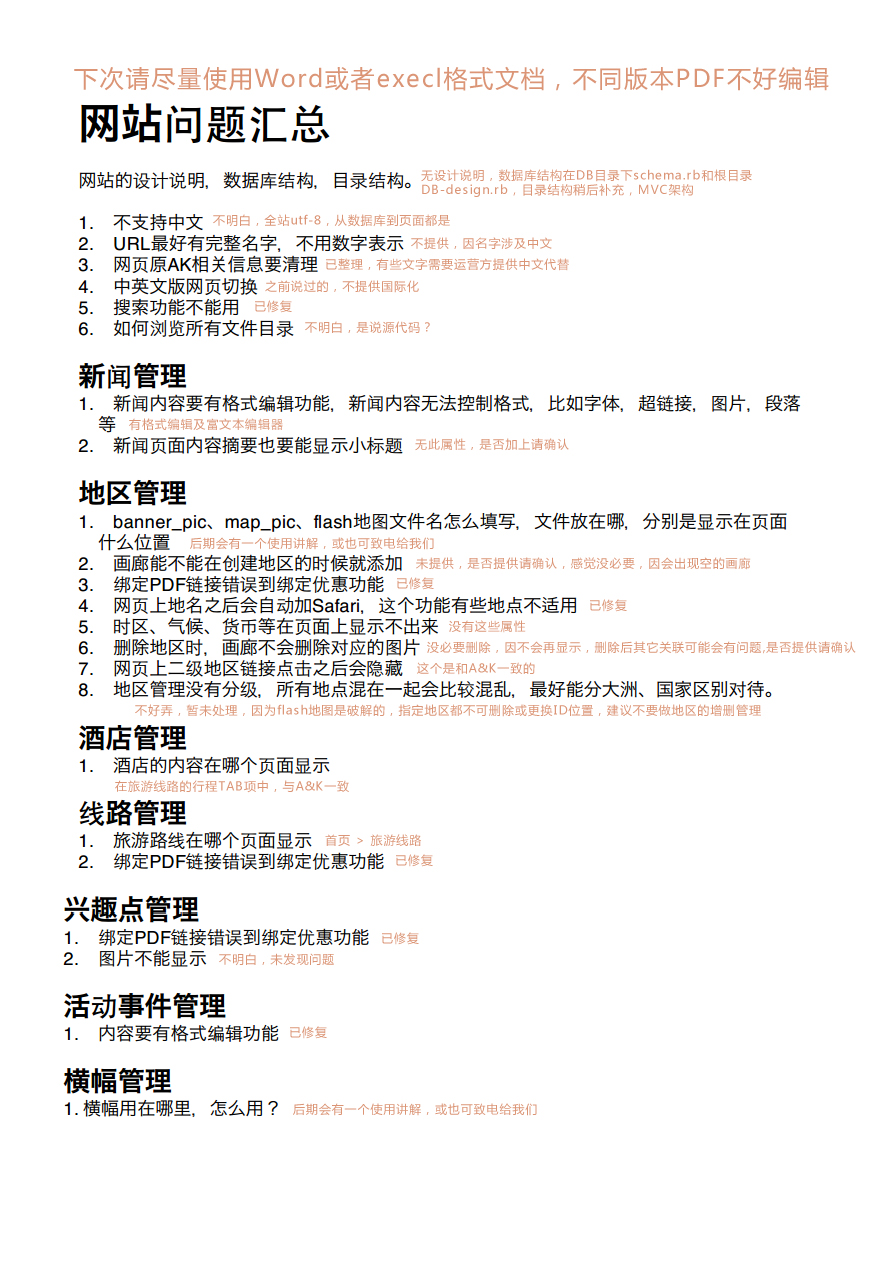 下次请尽量使用Word或者execl格式文档，不同版本PDF不好编辑
网站问题汇总
网站的设计说明，数据库结构，目录结构。无设计说明，数据库结构在DB目录下schema.rb和根目录
DB-design.rb，目录结构稍后补充，MVC架构
1. 不支持中文 不明白，全站utf-8，从数据库到页面都是
2. URL最好有完整名字，不用数字表示 不提供，因名字涉及中文
3. 网页原AK相关信息要清理 已整理，有些文字需要运营方提供中文代替
4. 中英文版网页切换 之前说过的，不提供国际化
5. 搜索功能不能用 已修复
6. 如何浏览所有文件目录 不明白，是说源代码？
新闻管理
1. 新闻内容要有格式编辑功能，新闻内容无法控制格式，比如字体，超链接，图片，段落
等 有格式编辑及富文本编辑器
2. 新闻页面内容摘要也要能显示小标题 无此属性，是否加上请确认
地区管理
1. banner_pic、map_pic、flash地图文件名怎么填写，文件放在哪，分别是显示在页面
什么位置 后期会有一个使用讲解，或也可致电给我们
2. 画廊能不能在创建地区的时候就添加 未提供，是否提供请确认，感觉没必要，因会出现空的画廊
3. 绑定PDF链接错误到绑定优惠功能 已修复
4. 网页上地名之后会自动加Safari，这个功能有些地点不适用 已修复
5. 时区、气候、货币等在页面上显示不出来 没有这些属性
6. 删除地区时，画廊不会删除对应的图片 没必要删除，因不会再显示，删除后其它关联可能会有问题,是否提供请确认
7. 网页上二级地区链接点击之后会隐藏 这个是和A&K一致的
8. 地区管理没有分级，所有地点混在一起会比较混乱，最好能分大洲、国家区别对待。
不好弄，暂未处理，因为flash地图是破解的，指定地区都不可删除或更换ID位置，建议不要做地区的增删管理
酒店管理
1. 酒店的内容在哪个页面显示
在旅游线路的行程TAB项中，与A&K一致
线路管理
1. 旅游路线在哪个页面显示 首页 > 旅游线路
2. 绑定PDF链接错误到绑定优惠功能 已修复
兴趣点管理
1. 绑定PDF链接错误到绑定优惠功能 已修复
2. 图片不能显示 不明白，未发现问题
活动事件管理
1. 内容要有格式编辑功能 已修复
横幅管理
1. 横幅用在哪里，怎么用？ 后期会有一个使用讲解，或也可致电给我们